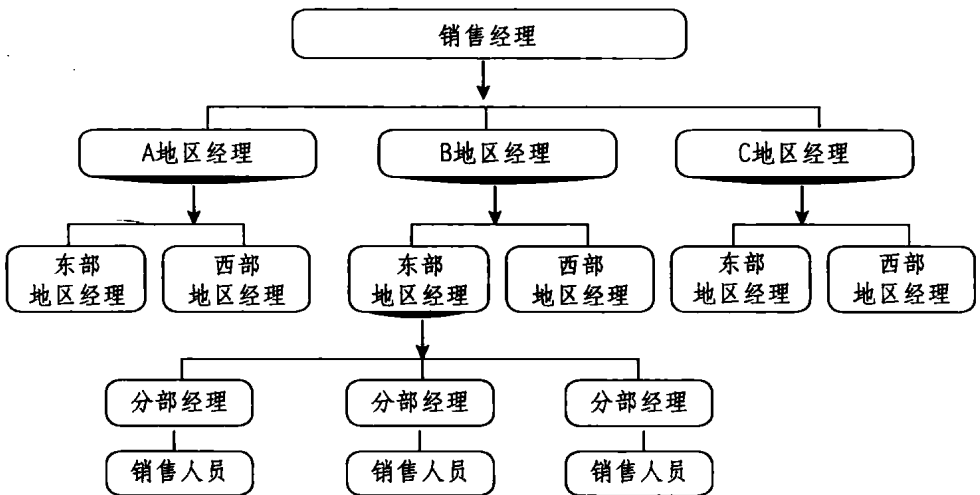 销售经理
A地区经理
B地区经理
C地区经理
东部
地区经理
西部
地区经理
东部
地区经理
西部
地区经理
东部
地区经理
西部
地区经理
分部经理
分部经理
分部经理
销售人员
销售人员
销售人员